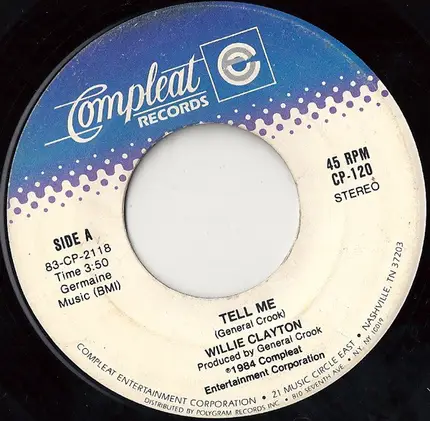 Compleat
RECORDS
45 RPM
CP-120
STEREO
SIDE A
83-CP-2118
Time 3:50
Germaine
Music (BMI)
TELL ME
(General Crook)
WILLIE CLAYTON
Produced by General Crook
℗1984 Compleat
Entertainment Corporation
COMPLEAT ENTERTAINMENT CORPORATION • 21 MUSIC CIRCLE EAST • NASHVILLE, TN 37203
DISTRIBUTED BY POLYGRAM RECORDS INC. • 810 SEVENTH AVE. • N.Y. NY 10019